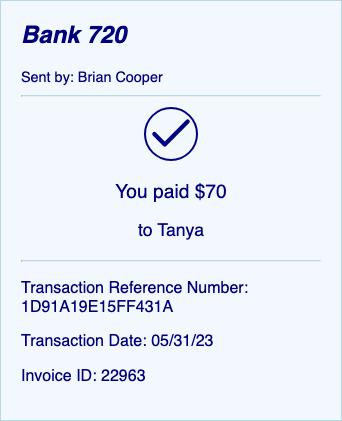 Bank 720
Sent by: Brian Cooper
You paid $70
to Tanya
Transaction Reference Number:
1D91A19E15FF431A
Transaction Date: 05/31/23
Invoice ID: 22963